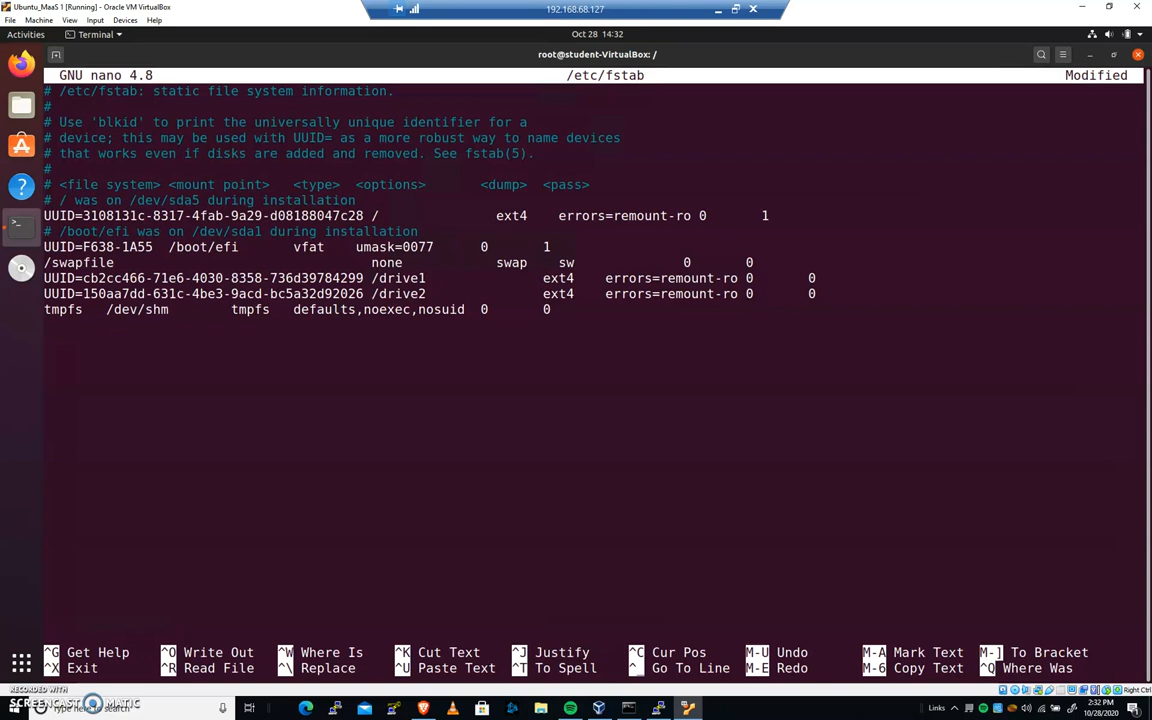 Ubuntu_MaaS 1 [Running] - Oracle VM VirtualBox
192.168.68.127
File Machine View Input Devices Help
Activities Terminal Oct 28 14:32
root@student-VirtualBox: /
GNU nano 4.8 /etc/fstab Modified
# /etc/fstab: static file system information.
#
# Use 'blkid' to print the universally unique identifier for a
# device; this may be used with UUID= as a more robust way to name devices
# that works even if disks are added and removed. See fstab(5).
#
# <file system> <mount point> <type> <options> <dump> <pass>
# / was on /dev/sda5 during installation
UUID=3108131c-8317-4fab-9a29-d08188047c28 / ext4 errors=remount-ro 0 1
# /boot/efi was on /dev/sda1 during installation
UUID=F638-1A55 /boot/efi vfat umask=0077 0 1
/swapfile none swap sw 0 0
UUID=cb2cc466-71e6-4030-8358-736d39784299 /drive1 ext4 errors=remount-ro 0 0
UUID=150aa7dd-631c-4be3-9acd-bc5a32d92026 /drive2 ext4 errors=remount-ro 0 0
tmpfs /dev/shm tmpfs defaults,noexec,nosuid 0 0
^G Get Help ^O Write Out ^W Where Is ^K Cut Text ^J Justify ^C Cur Pos M-U Undo M-A Mark Text M-] To Bracket
^X Exit ^R Read File ^\ Replace ^U Paste Text ^T To Spell ^_ Go To Line M-E Redo M-6 Copy Text ^Q Where Was
Right Ctrl
RECORDED WITH
SCREENCAST MATIC
Type here to search
Links
2:32 PM
10/28/2020